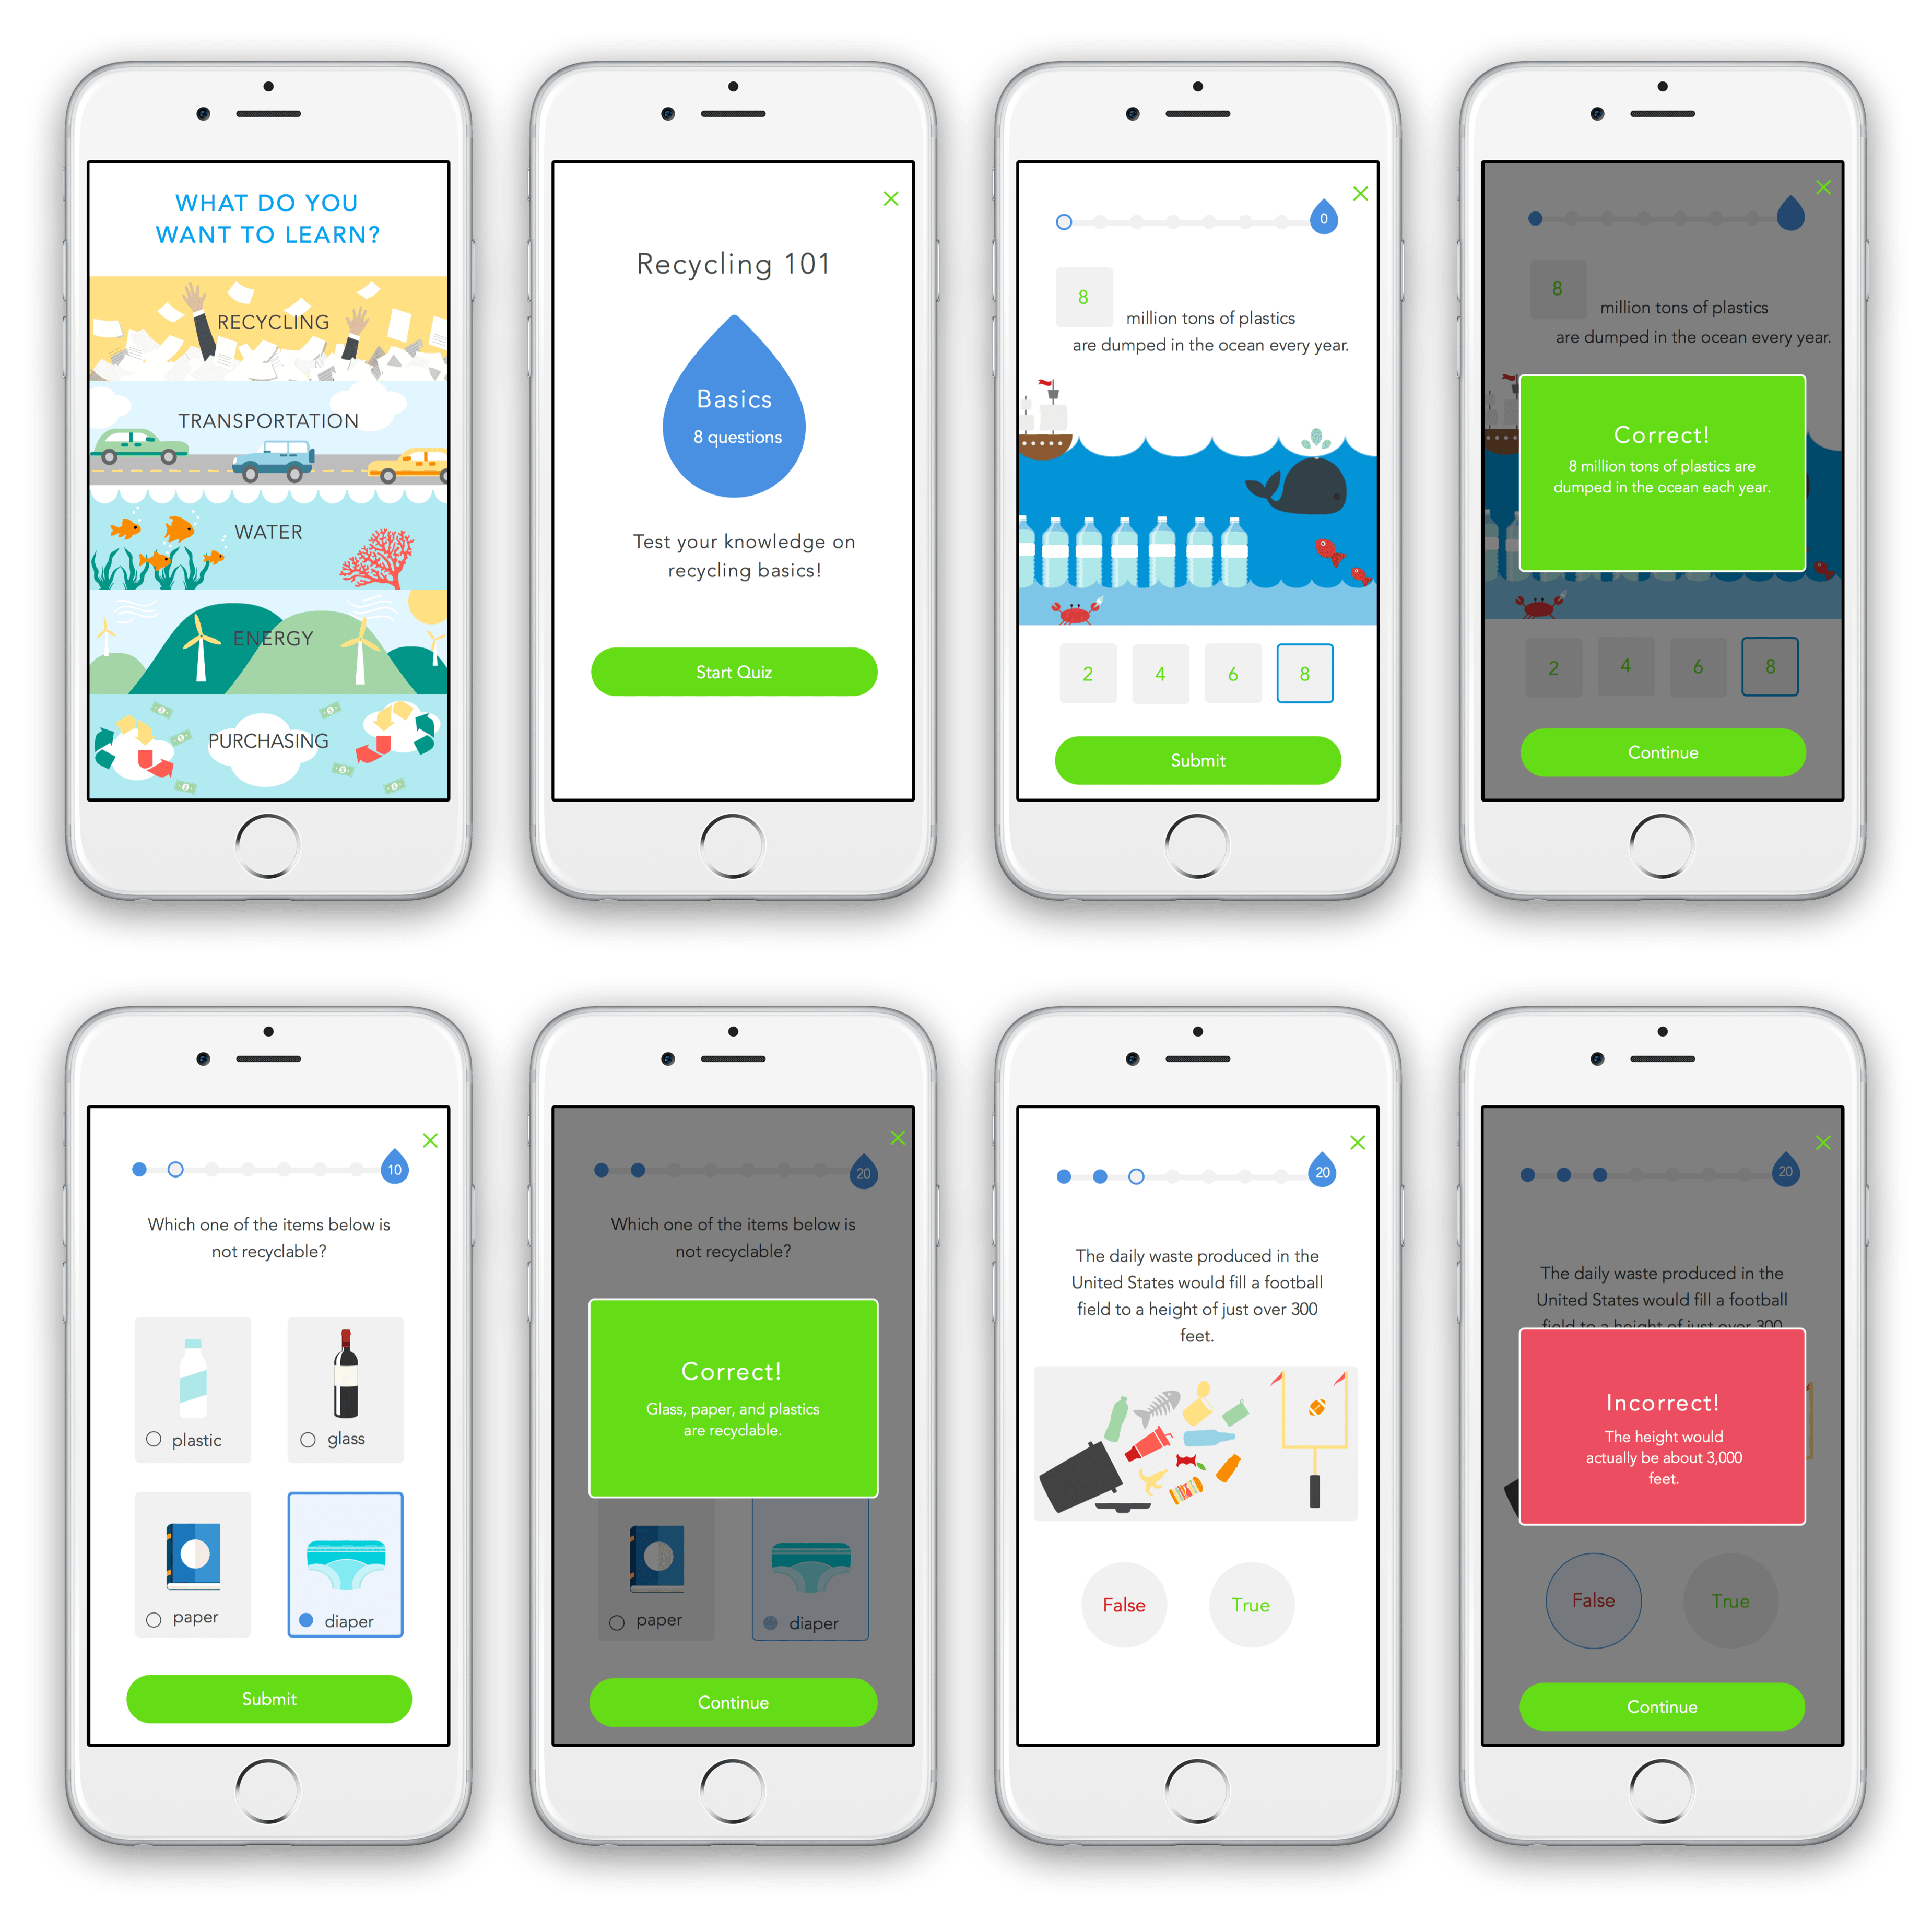 WHAT DO YOU
WANT TO LEARN?
RECYCLING
TRANSPORTATION
WATER
ENERGY
PURCHASING
Recycling 101
Basics
8 questions
Test your knowledge on
recycling basics!
Start Quiz
0
8
million tons of plastics
are dumped in the ocean every year.
2 4 6 8
Submit
8
million tons of plastics
are dumped in the ocean every year.
Correct!
8 million tons of plastics are
dumped in the ocean each year.
2 4 6 8
Continue
10
Which one of the items below is
not recyclable?
plastic glass
paper diaper
Submit
20
Which one of the items below is
not recyclable?
Correct!
Glass, paper, and plastics
are recyclable.
paper diaper
Continue
20
The daily waste produced in the
United States would fill a football
field to a height of just over 300
feet.
False True
20
The daily waste produced in the
United States would fill a football
field to a height of just over 300
Incorrect!
The height would
actually be about 3,000
feet.
False True
Continue